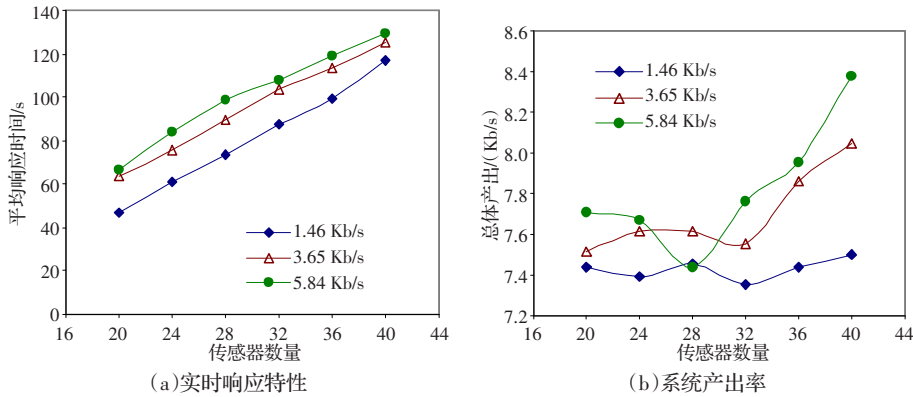 140
120
100
80
60
40
20
0
平均响应时间/s
1.46 Kb/s
3.65 Kb/s
5.84 Kb/s
16 20 24 28 32 36 40 44
传感器数量
(a)实时响应特性
8.6
8.4
8.2
8.0
7.8
7.6
7.4
7.2
总体产出/(Kb/s)
1.46 Kb/s
3.65 Kb/s
5.84 Kb/s
16 20 24 28 32 36 40 44
传感器数量
(b)系统产出率